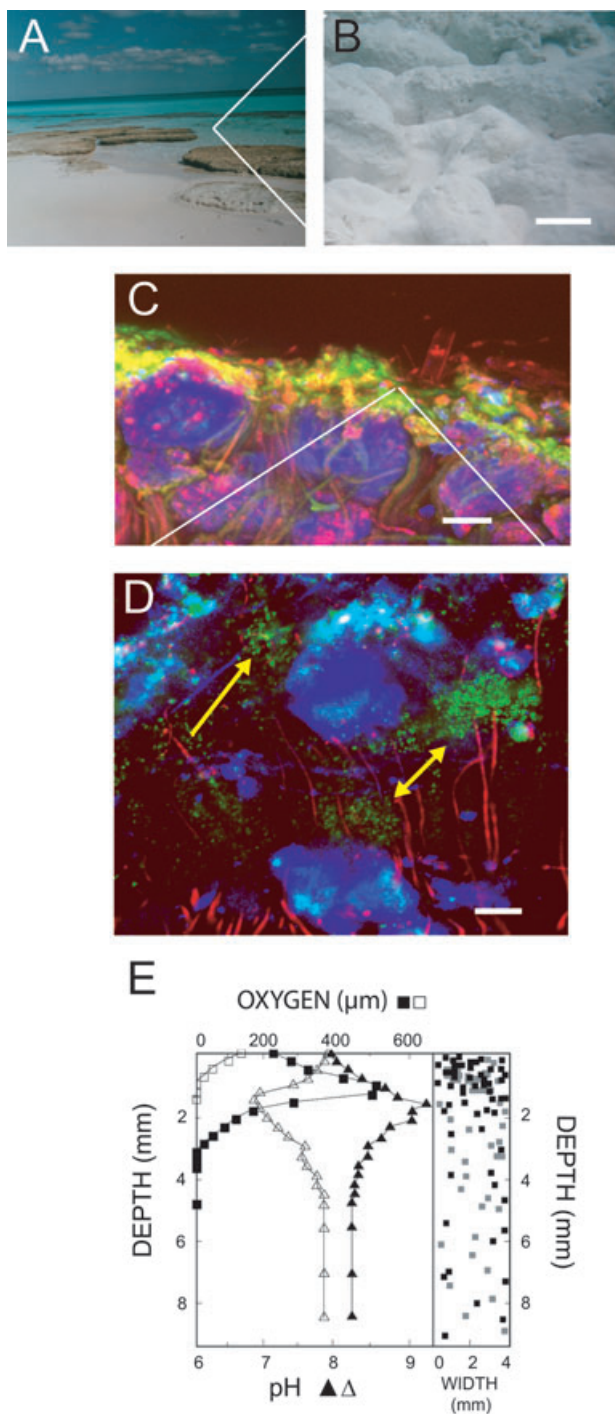 A
B
C
D
E
OXYGEN (µm) ■ □
0 200 400 600
DEPTH (mm)
2
4
6
8
2
4
6
8
DEPTH (mm)
6 7 8 9
0 2 4
pH ▲ Δ
WIDTH
(mm)